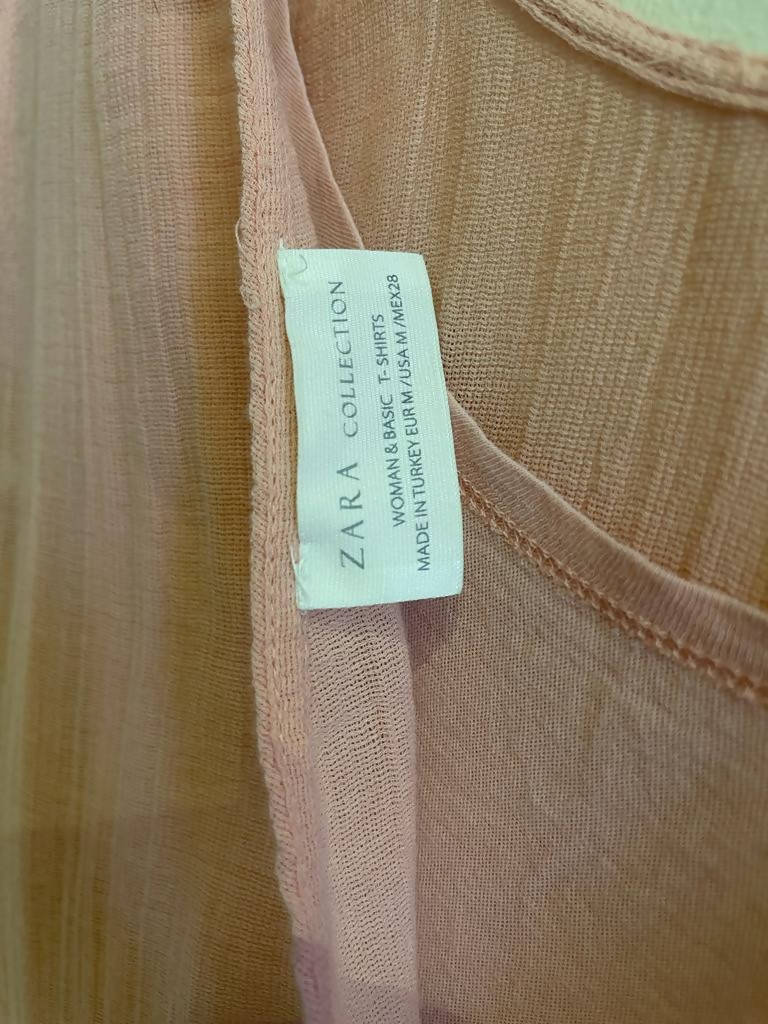 ZARA COLLECTION
WOMAN & BASIC T- SHIRTS
MADE IN TURKEY EUR M /USA M /MEX28